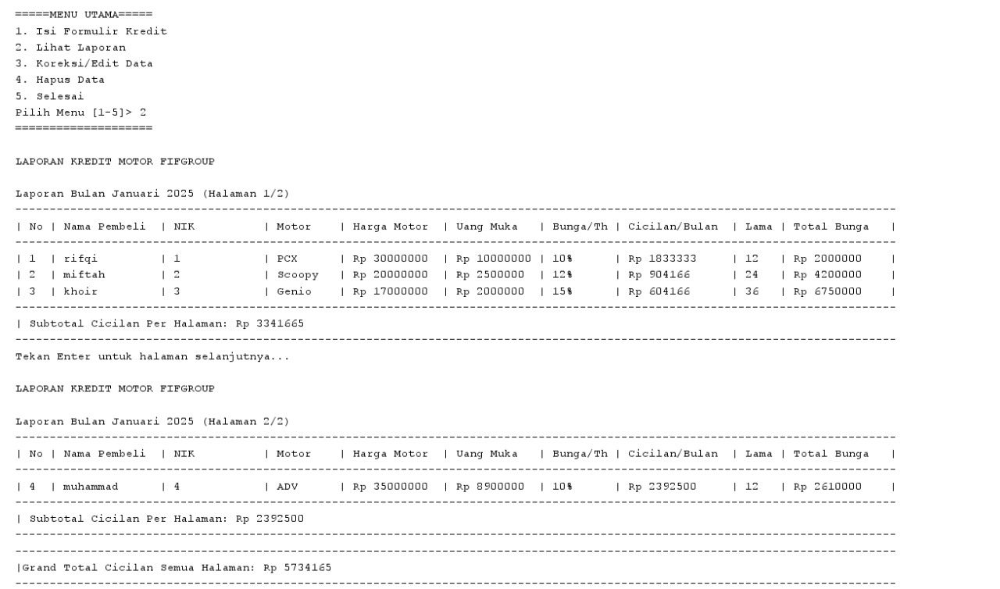 =====MENU UTAMA=====
1. Isi Formulir Kredit
2. Lihat Laporan
3. Koreksi/Edit Data
4. Hapus Data
5. Selesai
Pilih Menu [1-5]> 2
====================
LAPORAN KREDIT MOTOR FIFGROUP
Laporan Bulan Januari 2025 (Halaman 1/2)
--------------------------------------------------------------------------------------------------------------------------------
| No | Nama Pembeli | NIK | Motor | Harga Motor | Uang Muka | Bunga/Th | Cicilan/Bulan | Lama | Total Bunga |
--------------------------------------------------------------------------------------------------------------------------------
| 1 | rifqi | 1 | PCX | Rp 30000000 | Rp 10000000 | 10% | Rp 1833333 | 12 | Rp 2000000 |
| 2 | miftah | 2 | Scoopy | Rp 20000000 | Rp 2500000 | 12% | Rp 904166 | 24 | Rp 4200000 |
| 3 | khoir | 3 | Genio | Rp 17000000 | Rp 2000000 | 15% | Rp 604166 | 36 | Rp 6750000 |
--------------------------------------------------------------------------------------------------------------------------------
| Subtotal Cicilan Per Halaman: Rp 3341665
--------------------------------------------------------------------------------------------------------------------------------
Tekan Enter untuk halaman selanjutnya...
LAPORAN KREDIT MOTOR FIFGROUP
Laporan Bulan Januari 2025 (Halaman 2/2)
--------------------------------------------------------------------------------------------------------------------------------
| No | Nama Pembeli | NIK | Motor | Harga Motor | Uang Muka | Bunga/Th | Cicilan/Bulan | Lama | Total Bunga |
--------------------------------------------------------------------------------------------------------------------------------
| 4 | muhammad | 4 | ADV | Rp 35000000 | Rp 8900000 | 10% | Rp 2392500 | 12 | Rp 2610000 |
--------------------------------------------------------------------------------------------------------------------------------
| Subtotal Cicilan Per Halaman: Rp 2392500
--------------------------------------------------------------------------------------------------------------------------------
--------------------------------------------------------------------------------------------------------------------------------
|Grand Total Cicilan Semua Halaman: Rp 5734165
--------------------------------------------------------------------------------------------------------------------------------